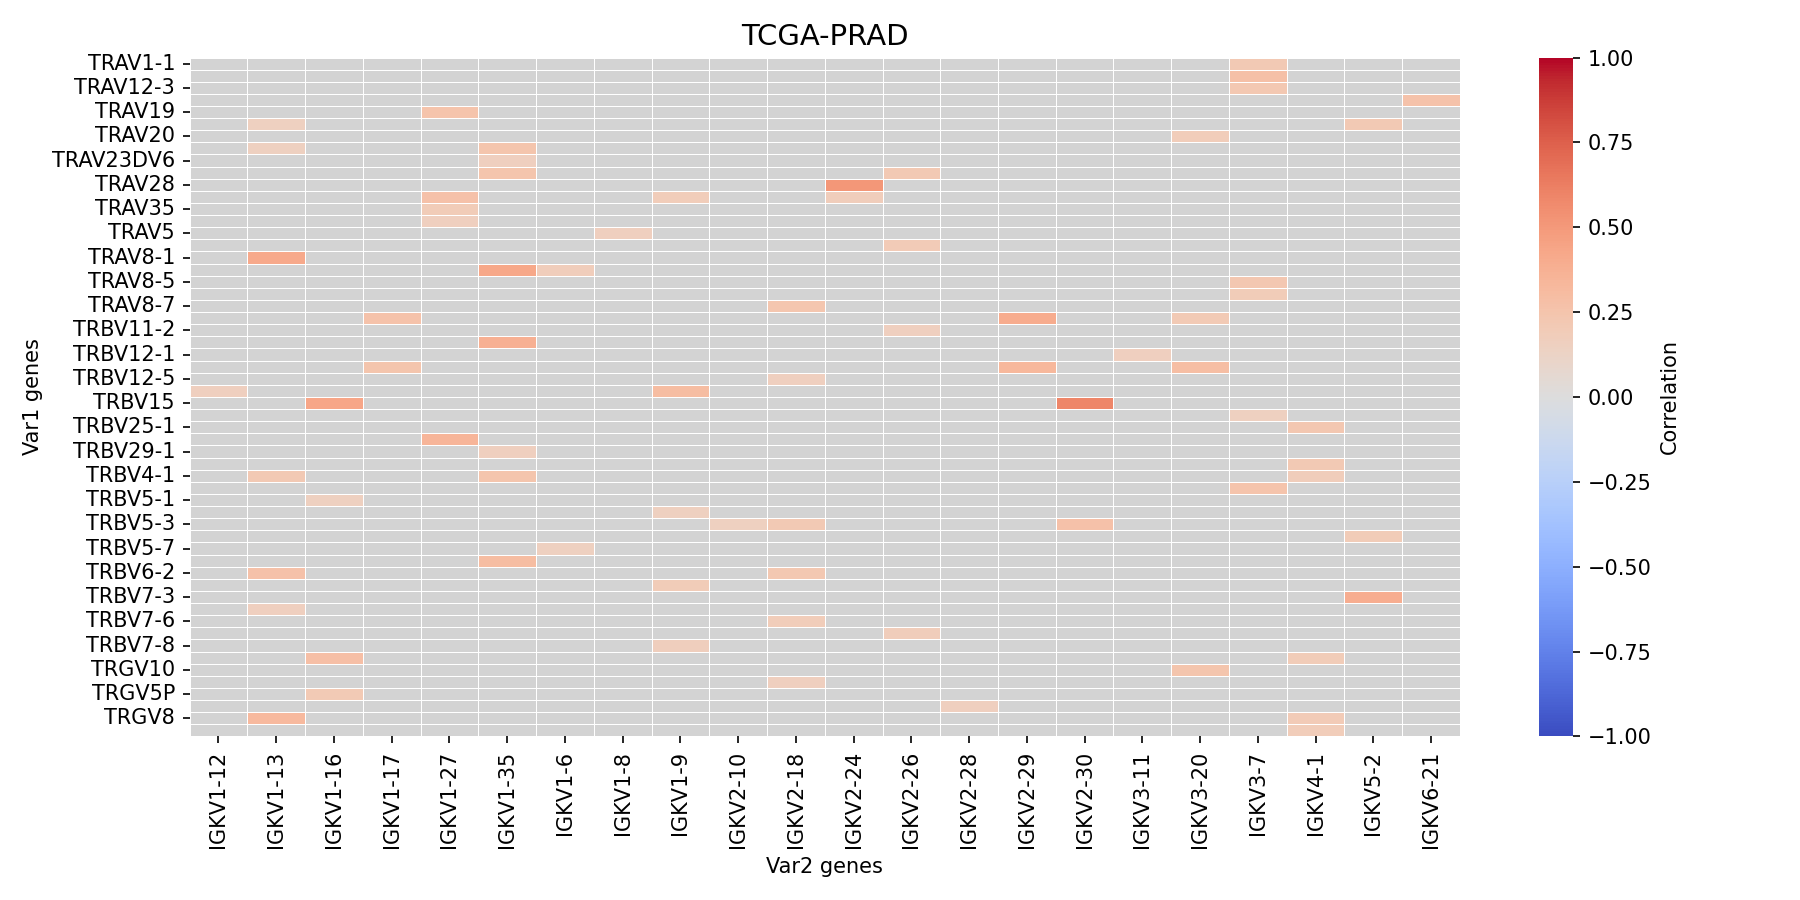 TCGA-PRAD
TRAV1-1
TRAV12-3
TRAV19
TRAV20
TRAV23DV6
TRAV28
TRAV35
TRAV5
TRAV8-1
TRAV8-5
TRAV8-7
TRBV11-2
TRBV12-1
TRBV12-5
TRBV15
TRBV25-1
TRBV29-1
TRBV4-1
TRBV5-1
TRBV5-3
TRBV5-7
TRBV6-2
TRBV7-3
TRBV7-6
TRBV7-8
TRGV10
TRGV5P
TRGV8
Var1 genes
IGKV1-12
IGKV1-13
IGKV1-16
IGKV1-17
IGKV1-27
IGKV1-35
IGKV1-6
IGKV1-8
IGKV1-9
IGKV2-10
IGKV2-18
IGKV2-24
IGKV2-26
IGKV2-28
IGKV2-29
IGKV2-30
IGKV3-11
IGKV3-20
IGKV3-7
IGKV4-1
IGKV5-2
IGKV6-21
Var2 genes
1.00
0.75
0.50
0.25
0.00
−0.25
−0.50
−0.75
−1.00
Correlation